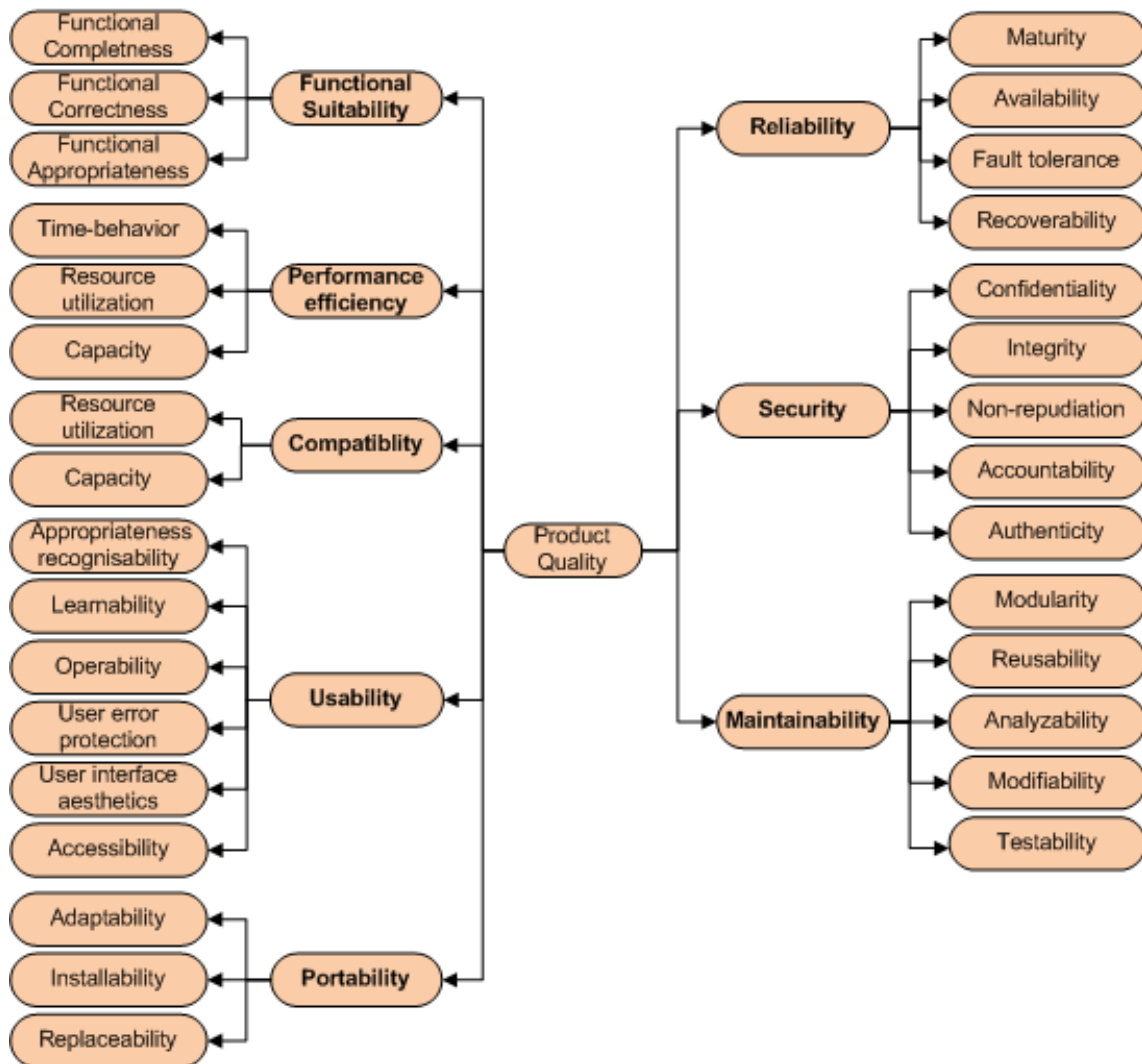 Functional
Completness
Functional
Correctness
Functional
Appropriateness
Functional
Suitability
Time-behavior
Resource
utilization
Capacity
Performance
efficiency
Resource
utilization
Capacity
Compatiblity
Appropriateness
recognisability
Learnability
Operability
User error
protection
User interface
aesthetics
Accessibility
Usability
Adaptability
Installability
Replaceability
Portability
Product
Quality
Reliability
Maturity
Availability
Fault tolerance
Recoverability
Security
Confidentiality
Integrity
Non-repudiation
Accountability
Authenticity
Maintainability
Modularity
Reusability
Analyzability
Modifiability
Testability